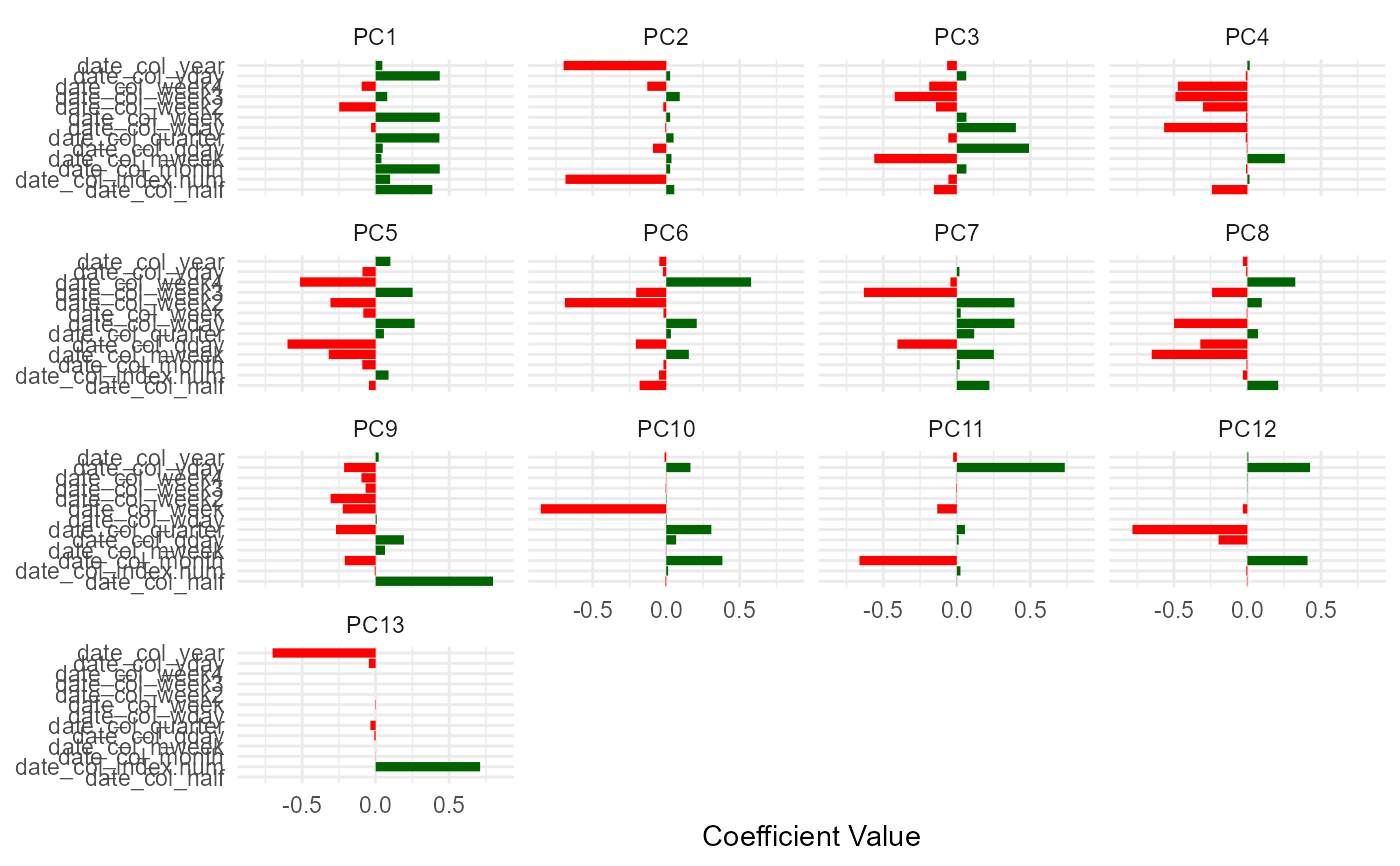 PC1 PC2 PC3 PC4
date_col_year
date_col_yday
date_col_week4
date_col_week3
date_col_week2
date_col_week
date_col_wday
date_col_quarter
date_col_qday
date_col_mweek
date_col_month
date_col_index.num
date_col_half
PC5 PC6 PC7 PC8
date_col_year
date_col_yday
date_col_week4
date_col_week3
date_col_week2
date_col_week
date_col_wday
date_col_quarter
date_col_qday
date_col_mweek
date_col_month
date_col_index.num
date_col_half
PC9 PC10 PC11 PC12
date_col_year
date_col_yday
date_col_week4
date_col_week3
date_col_week2
date_col_week
date_col_wday
date_col_quarter
date_col_qday
date_col_mweek
date_col_month
date_col_index.num
date_col_half
-0.5 0.0 0.5 -0.5 0.0 0.5 -0.5 0.0 0.5
PC13
date_col_year
date_col_yday
date_col_week4
date_col_week3
date_col_week2
date_col_week
date_col_wday
date_col_quarter
date_col_qday
date_col_mweek
date_col_month
date_col_index.num
date_col_half
-0.5 0.0 0.5
Coefficient Value